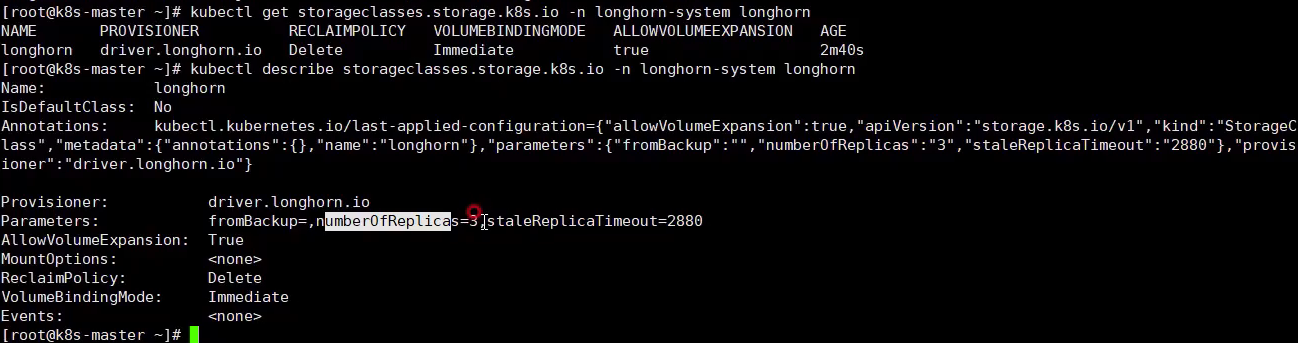 [root@k8s-master ~]# kubectl get storageclasses.storage.k8s.io -n longhorn-system longhorn
NAME       PROVISIONER          RECLAIMPOLICY   VOLUMEBINDINGMODE   ALLOWVOLUMEEXPANSION   AGE
longhorn   driver.longhorn.io   Delete          Immediate           true                   2m40s
[root@k8s-master ~]# kubectl describe storageclasses.storage.k8s.io -n longhorn-system longhorn
Name:            longhorn
IsDefaultClass:  No
Annotations:     kubectl.kubernetes.io/last-applied-configuration={"allowVolumeExpansion":true,"apiVersion":"storage.k8s.io/v1","kind":"StorageC
lass","metadata":{"annotations":{},"name":"longhorn"},"parameters":{"fromBackup":"","numberOfReplicas":"3","staleReplicaTimeout":"2880"},"provis
ioner":"driver.longhorn.io"}
Provisioner:           driver.longhorn.io
Parameters:            fromBackup=,numberOfReplicas=3,staleReplicaTimeout=2880
AllowVolumeExpansion:  True
MountOptions:          <none>
ReclaimPolicy:         Delete
VolumeBindingMode:     Immediate
Events:                <none>
[root@k8s-master ~]#